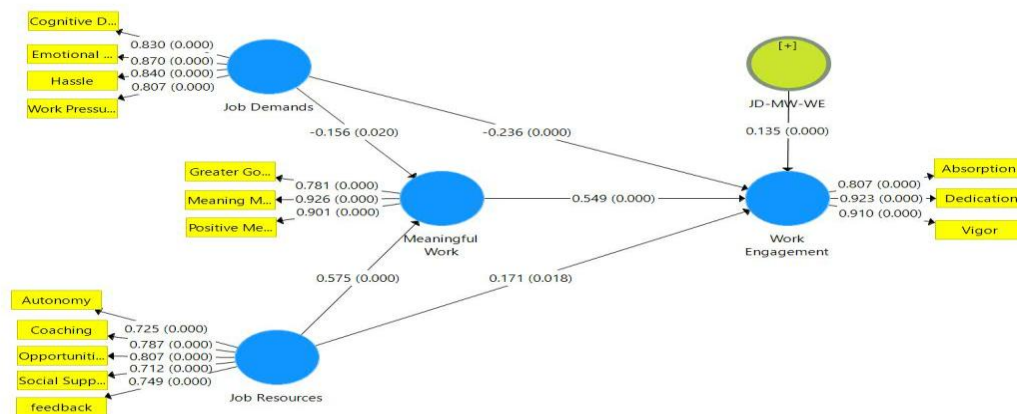 Cognitive D...
Emotional ...
Hassle
Work Pressu...
0.830 (0.000)
0.870 (0.000)
0.840 (0.000)
0.807 (0.000)
Job Demands
[+]
JD-MW-WE
-0.156 (0.020)
-0.236 (0.000)
0.135 (0.000)
Greater Go...
Meaning M...
Positive Me...
0.781 (0.000)
0.926 (0.000)
0.901 (0.000)
Meaningful
Work
0.549 (0.000)
Work
Engagement
0.807 (0.000)
0.923 (0.000)
0.910 (0.000)
Absorption
Dedication
Vigor
0.575 (0.000)
0.171 (0.018)
Autonomy
Coaching
Opportuniti...
Social Supp...
feedback
0.725 (0.000)
0.787 (0.000)
0.807 (0.000)
0.712 (0.000)
0.749 (0.000)
Job Resources